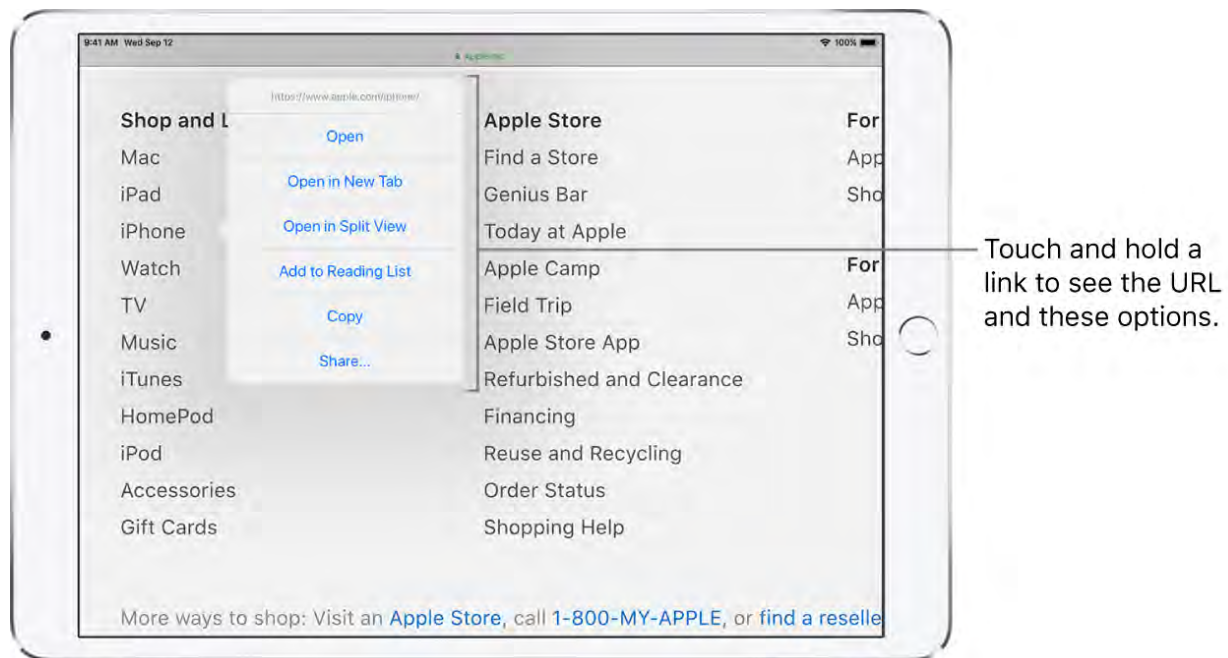 9:41 AM Wed Sep 12
100%
https://www.apple.com/iphone/
Open
Open in New Tab
Open in Split View
Add to Reading List
Copy
Share...
Shop and L
Mac
iPad
iPhone
Watch
TV
Music
iTunes
HomePod
iPod
Accessories
Gift Cards
Apple Store
Find a Store
Genius Bar
Today at Apple
Apple Camp
Field Trip
Apple Store App
Refurbished and Clearance
Financing
Reuse and Recycling
Order Status
Shopping Help
For
App
Sho
For
App
Sho
More ways to shop: Visit an Apple Store, call 1-800-MY-APPLE, or find a reselle
Touch and hold a
link to see the URL
and these options.